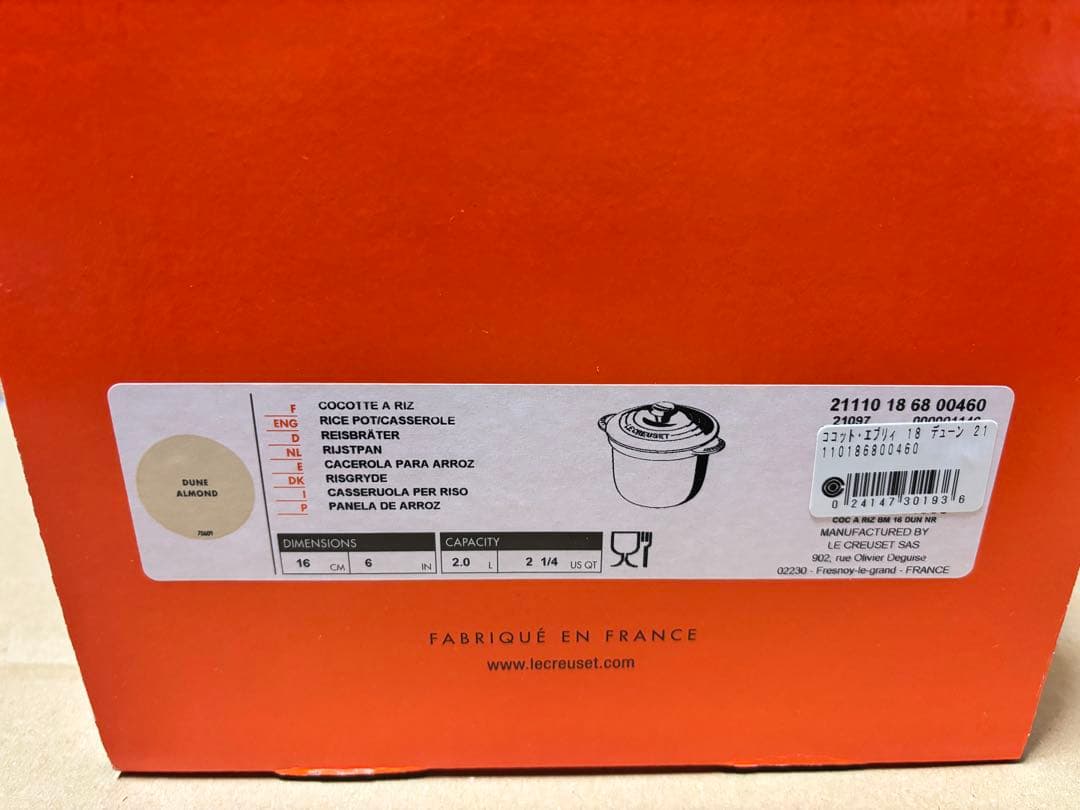 F COCOTTE A RIZ
ENG RICE POT/CASSEROLE
D REISBRÄTER
NL RIJSTPAN
E CACEROLA PARA ARROZ
DK RISGRYDE
I CASSERUOLA PER RISO
P PANELA DE ARROZ
DUNE
ALMOND
DIMENSIONS
16 CM 6 IN
CAPACITY
2.0 L 2 1/4 US QT
LE CREUSET
21110 18 68 00460
21097
ココット・エブリィ 18 デューン 21
110186800460
0 24147 30193 6
COC A RIZ BM 16 DUN NR
MANUFACTURED BY
LE CREUSET SAS
902, rue Olivier Deguise
02230 - Fresnoy-le-grand - FRANCE
FABRIQUÉ EN FRANCE
www.lecreuset.com